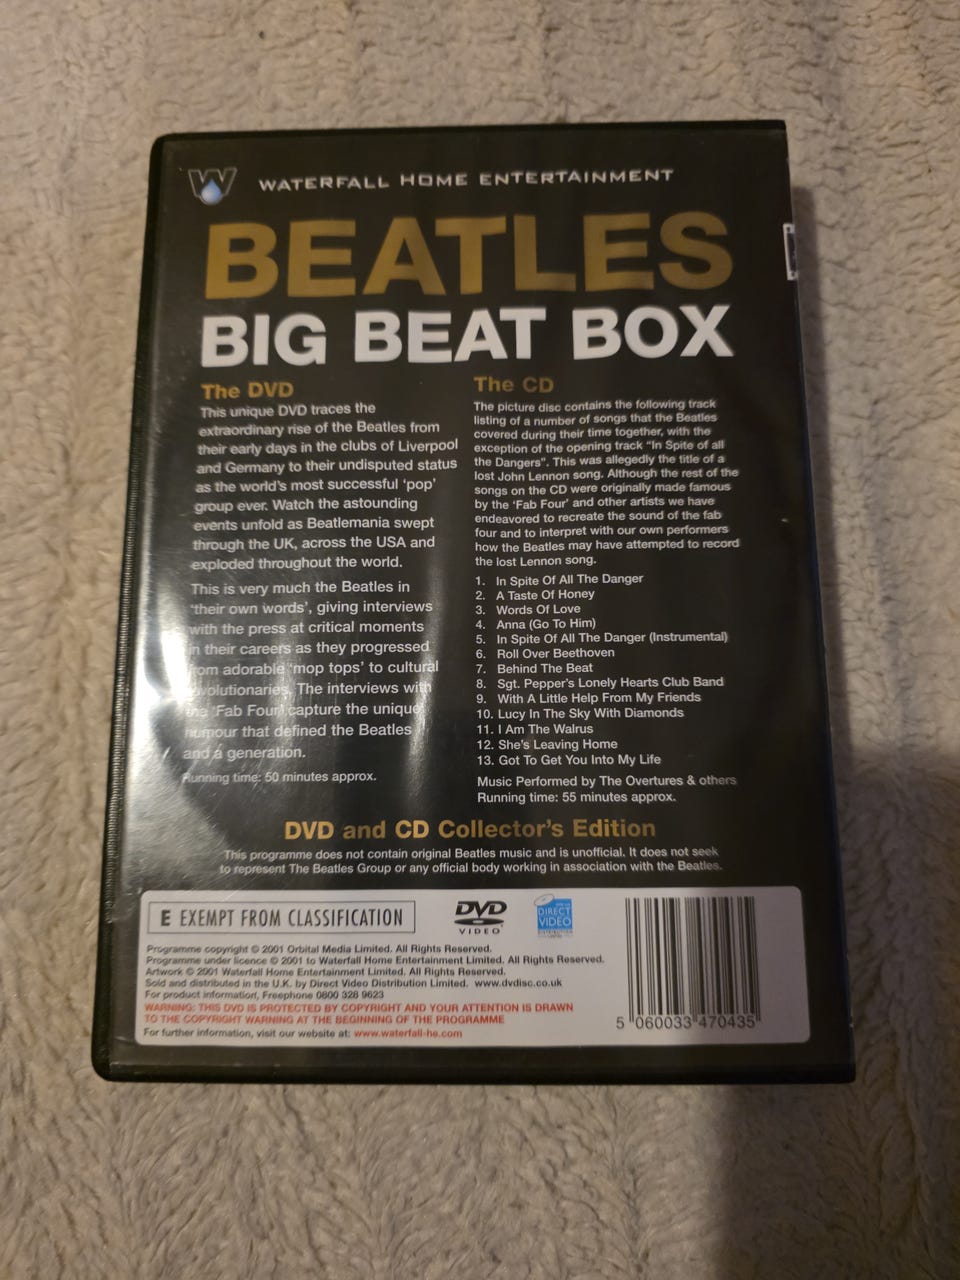 WATERFALL HOME ENTERTAINMENT
BEATLES
BIG BEAT BOX
The DVD
This unique DVD traces the
extraordinary rise of the Beatles from
their early days in the clubs of Liverpool
and Germany to their undisputed status
as the world's most successful 'pop'
group ever. Watch the astounding
events unfold as Beatlemania swept
through the UK, across the USA and
exploded throughout the world.
This is very much the Beatles in
'their own words', giving interviews
with the press at critical moments
in their careers as they progressed
from adorable 'mop tops' to cultural
revolutionaries. The interviews with
the 'Fab Four' capture the unique
humour that defined the Beatles
and a generation.
Running time: 50 minutes approx.
The CD
The picture disc contains the following track
listing of a number of songs that the Beatles
covered during their time together, with the
exception of the opening track "In Spite of all
the Dangers". This was allegedly the title of a
lost John Lennon song. Although the rest of the
songs on the CD were originally made famous
by the 'Fab Four' and other artists we have
endeavored to recreate the sound of the fab
four and to interpret with our own performers
how the Beatles may have attempted to record
the lost Lennon song.
1. In Spite Of All The Danger
2. A Taste Of Honey
3. Words Of Love
4. Anna (Go To Him)
5. In Spite Of All The Danger (Instrumental)
6. Roll Over Beethoven
7. Behind The Beat
8. Sgt. Pepper's Lonely Hearts Club Band
9. With A Little Help From My Friends
10. Lucy In The Sky With Diamonds
11. I Am The Walrus
12. She's Leaving Home
13. Got To Get You Into My Life
Music Performed by The Overtures & others
Running time: 55 minutes approx.
DVD and CD Collector's Edition
This programme does not contain original Beatles music and is unofficial. It does not seek
to represent The Beatles Group or any official body working in association with the Beatles.
E EXEMPT FROM CLASSIFICATION
DVD
VIDEO
DIRECT
VIDEO
Programme copyright © 2001 Orbital Media Limited. All Rights Reserved.
Programme under licence © 2001 to Waterfall Home Entertainment Limited. All Rights Reserved.
Artwork © 2001 Waterfall Home Entertainment Limited. All Rights Reserved.
Sold and distributed in the U.K. by Direct Video Distribution Limited. www.dvdisc.co.uk
For product information, Freephone 0800 328 9623
WARNING: THIS DVD IS PROTECTED BY COPYRIGHT AND YOUR ATTENTION IS DRAWN
TO THE COPYRIGHT WARNING AT THE BEGINNING OF THE PROGRAMME
For further information, visit our website at: www.waterfall-he.com
5 060033 470435